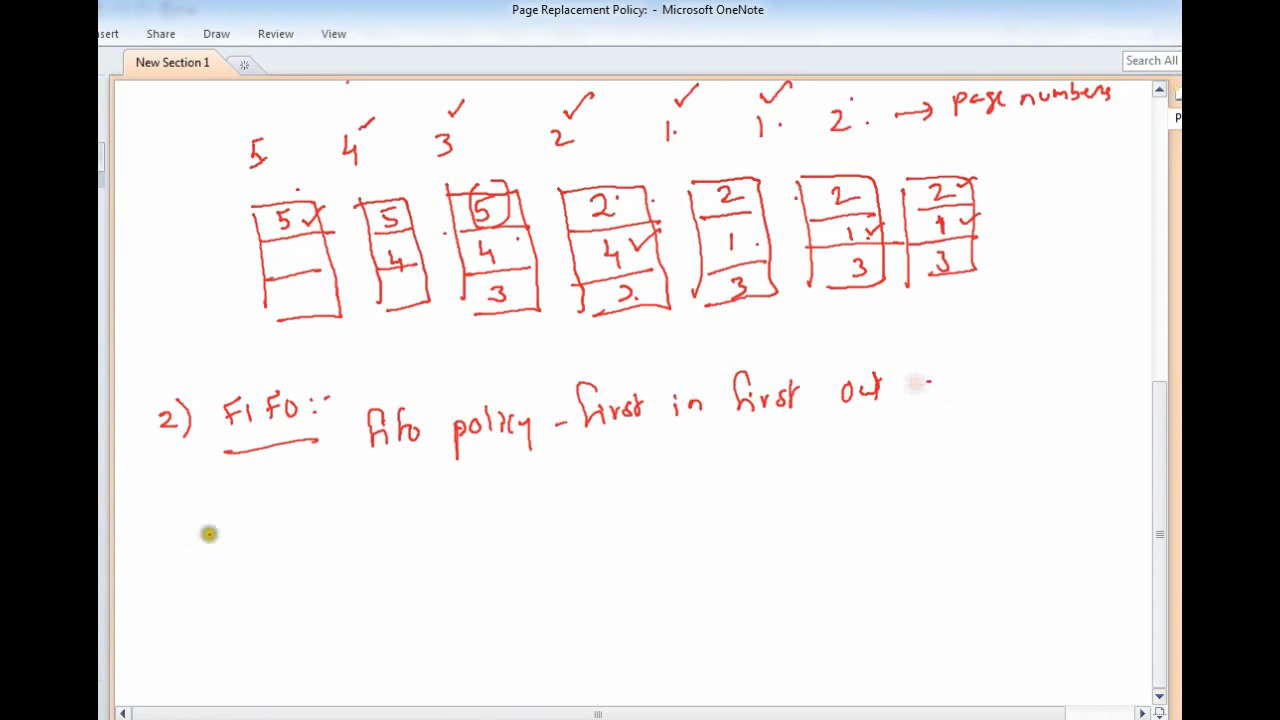 Page Replacement Policy: - Microsoft OneNote
nsert Share Draw Review View
New Section 1
Search All
5 4 3 2 1 1 2 → page numbers
5 5 5 2 2 2 2
4 4 4 1 1 1
3 3 3 3 3
2) FIFO:- fifo policy - first in first out